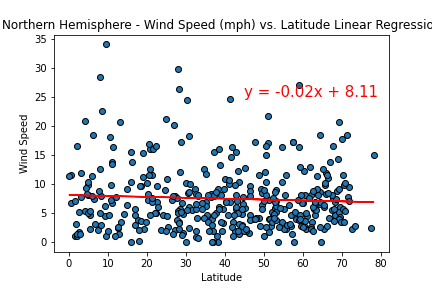 Northern Hemisphere - Wind Speed (mph) vs. Latitude Linear Regressio
35
30
25
20
15
10
5
0
Wind Speed
y = -0.02x + 8.11
0 10 20 30 40 50 60 70 80
Latitude